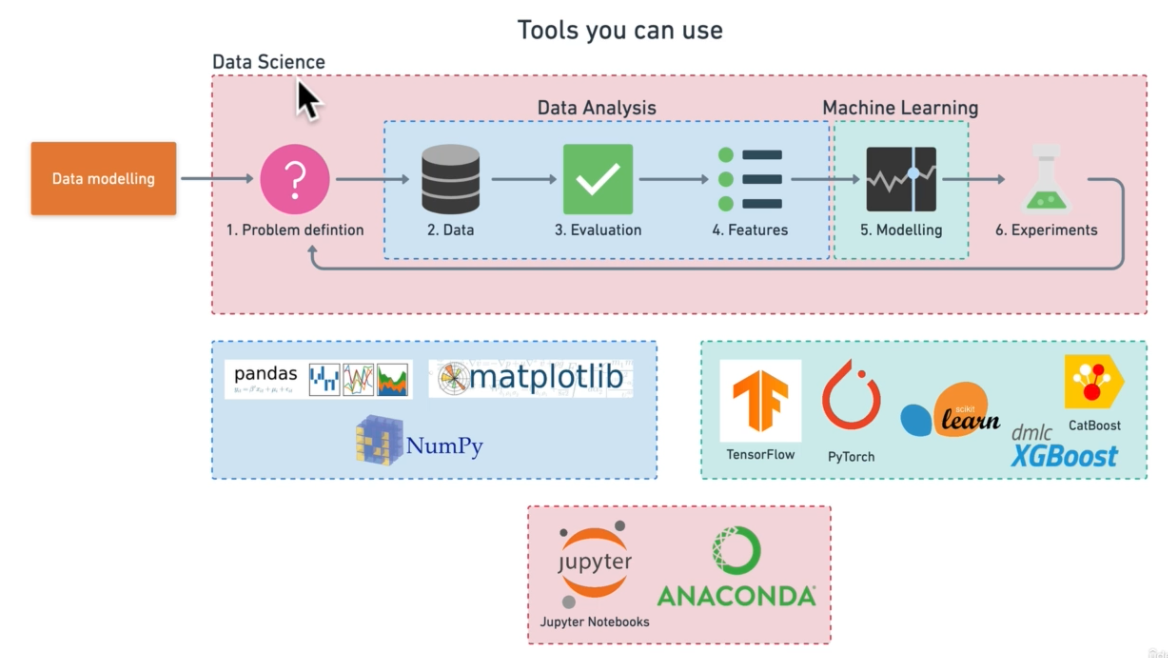 Tools you can use
Data Science
Data Analysis
Machine Learning
Data modelling
?
1. Problem defintion
2. Data
3. Evaluation
4. Features
5. Modelling
6. Experiments
pandas
matplotlib
NumPy
TensorFlow
PyTorch
scikit
learn
CatBoost
dmlc
XGBoost
jupyter
Jupyter Notebooks
ANACONDA